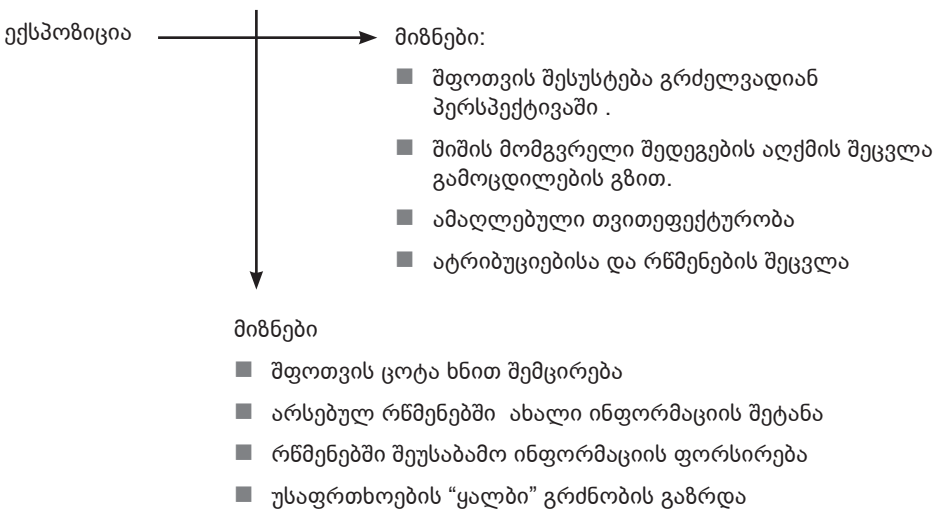 ექსპოზიცია
მიზნები:
■ შფოთვის შესუსტება გრძელვადიან
პერსპექტივაში .
■ შიშის მომგვრელი შედეგების აღქმის შეცვლა
გამოცდილების გზით.
■ ამაღლებული თვითეფექტურობა
■ ატრიბუციებისა და რწმენების შეცვლა
მიზნები
■ შფოთვის ცოტა ხნით შემცირება
■ არსებულ რწმენებში ახალი ინფორმაციის შეტანა
■ რწმენებში შეუსაბამო ინფორმაციის ფორსირება
■ უსაფრთხოების “ყალბი” გრძნობის გაზრდა